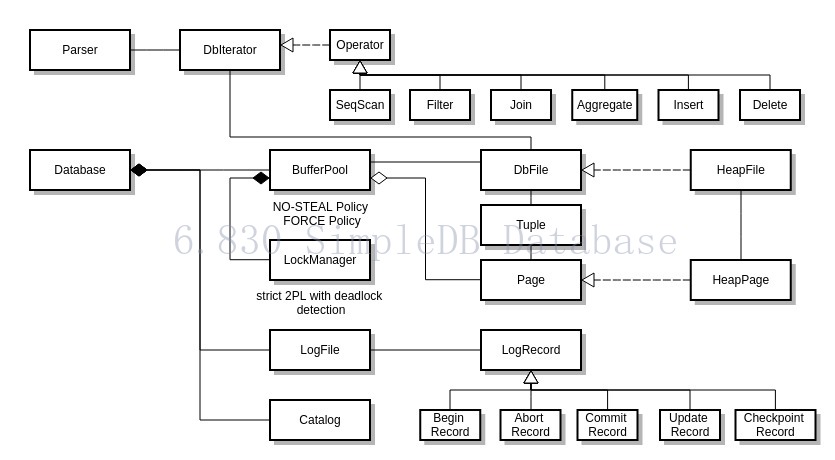 Parser
DbIterator
Operator
SeqScan
Filter
Join
Aggregate
Insert
Delete
Database
BufferPool
DbFile
HeapFile
NO-STEAL Policy
FORCE Policy
Tuple
6.830 SimpleDB Database
LockManager
Page
HeapPage
strict 2PL with deadlock
detection
LogFile
LogRecord
Catalog
Begin
Record
Abort
Record
Commit
Record
Update
Record
Checkpoint
Record